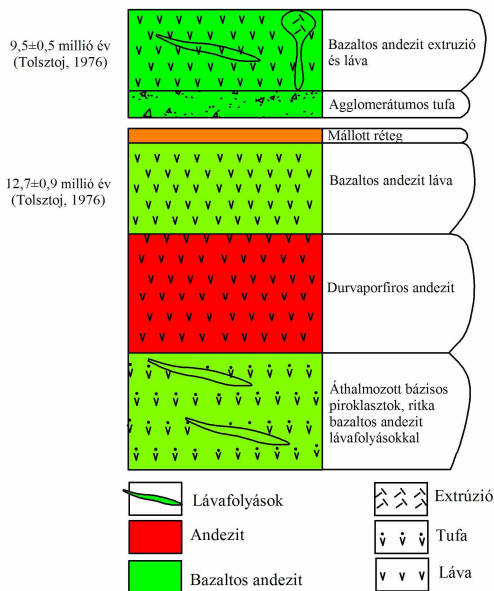 9,5±0,5 millió év
(Tolsztoj, 1976)
Bazaltos andezit extruzió
és láva
Agglomerátumos tufa
Mállott réteg
12,7±0,9 millió év
(Tolsztoj, 1976)
Bazaltos andezit láva
Durvaporfiros andezit
Áthalmozott bázisos
piroklasztok, ritka
bazaltos andezit
lávafolyásokkal
Lávafolyások
Extrúzió
Andezit
Tufa
Bazaltos andezit
Láva